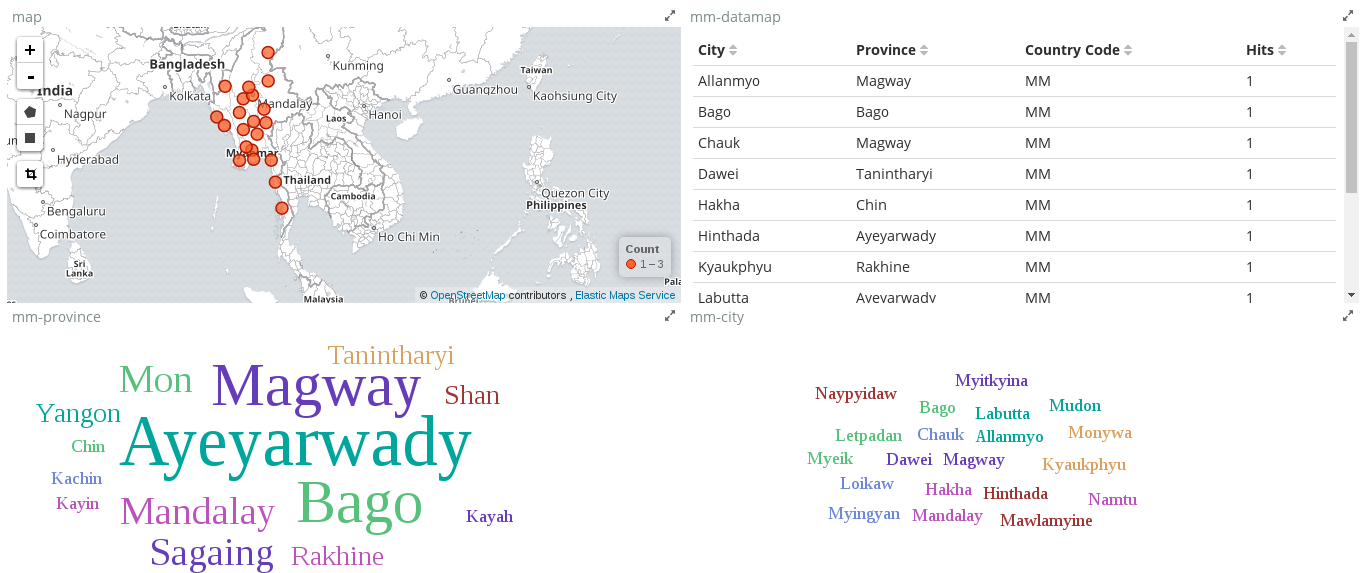 map
+
-
Bangladesh
Kunming
India
Kolkata
Mandalay
Guangzhou
Taiwan
Kaohsiung City
Nagpur
Laos
Hanoi
Hyderabad
Thailand
Cambodia
Quezon City
Philippines
Bengaluru
Coimbatore
Ho Chi Min
Sri
Lanka
Malaysia
Count
1 – 3
© OpenStreetMap contributors , Elastic Maps Service
mm-datamap
City Province Country Code Hits
Allanmyo Magway MM 1
Bago Bago MM 1
Chauk Magway MM 1
Dawei Tanintharyi MM 1
Hakha Chin MM 1
Hinthada Ayeyarwady MM 1
Kyaukphyu Rakhine MM 1
Labutta Ayeyarwady MM 1
mm-province
Tanintharyi
Mon
Magway
Shan
Yangon
Ayeyarwady
Chin
Kachin
Kayin
Mandalay
Bago
Kayah
Sagaing
Rakhine
mm-city
Myitkyina
Naypyidaw
Bago
Labutta
Mudon
Letpadan
Chauk
Allanmyo
Monywa
Myeik
Dawei
Magway
Kyaukphyu
Loikaw
Hakha
Hinthada
Namtu
Myingyan
Mandalay
Mawlamyine